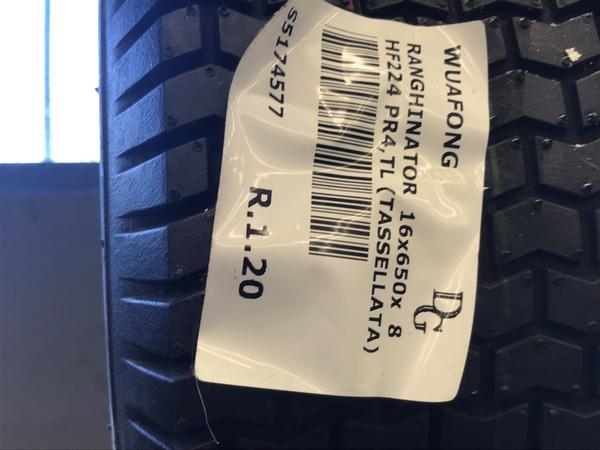 WUAFONG
DG
RANGHINATOR 16x650x 8
HF224 PR4,TL (TASSELLATA)
S5174577
R.1.20